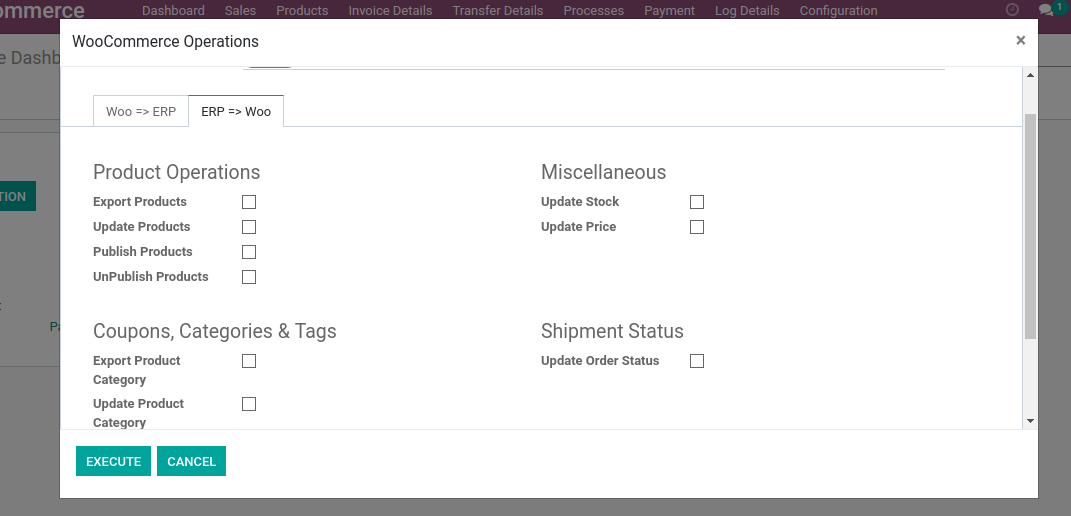 ommerce Dashboard Sales Products Invoice Details Transfer Details Processes Payment Log Details Configuration 1
WooCommerce Operations ×
e Dashb
Woo => ERP ERP => Woo
Product Operations Miscellaneous
Export Products Update Stock
TION
Update Products Update Price
Publish Products
UnPublish Products
Pa
Coupons, Categories & Tags Shipment Status
Export Product Update Order Status
Category
Update Product
Category
EXECUTE CANCEL